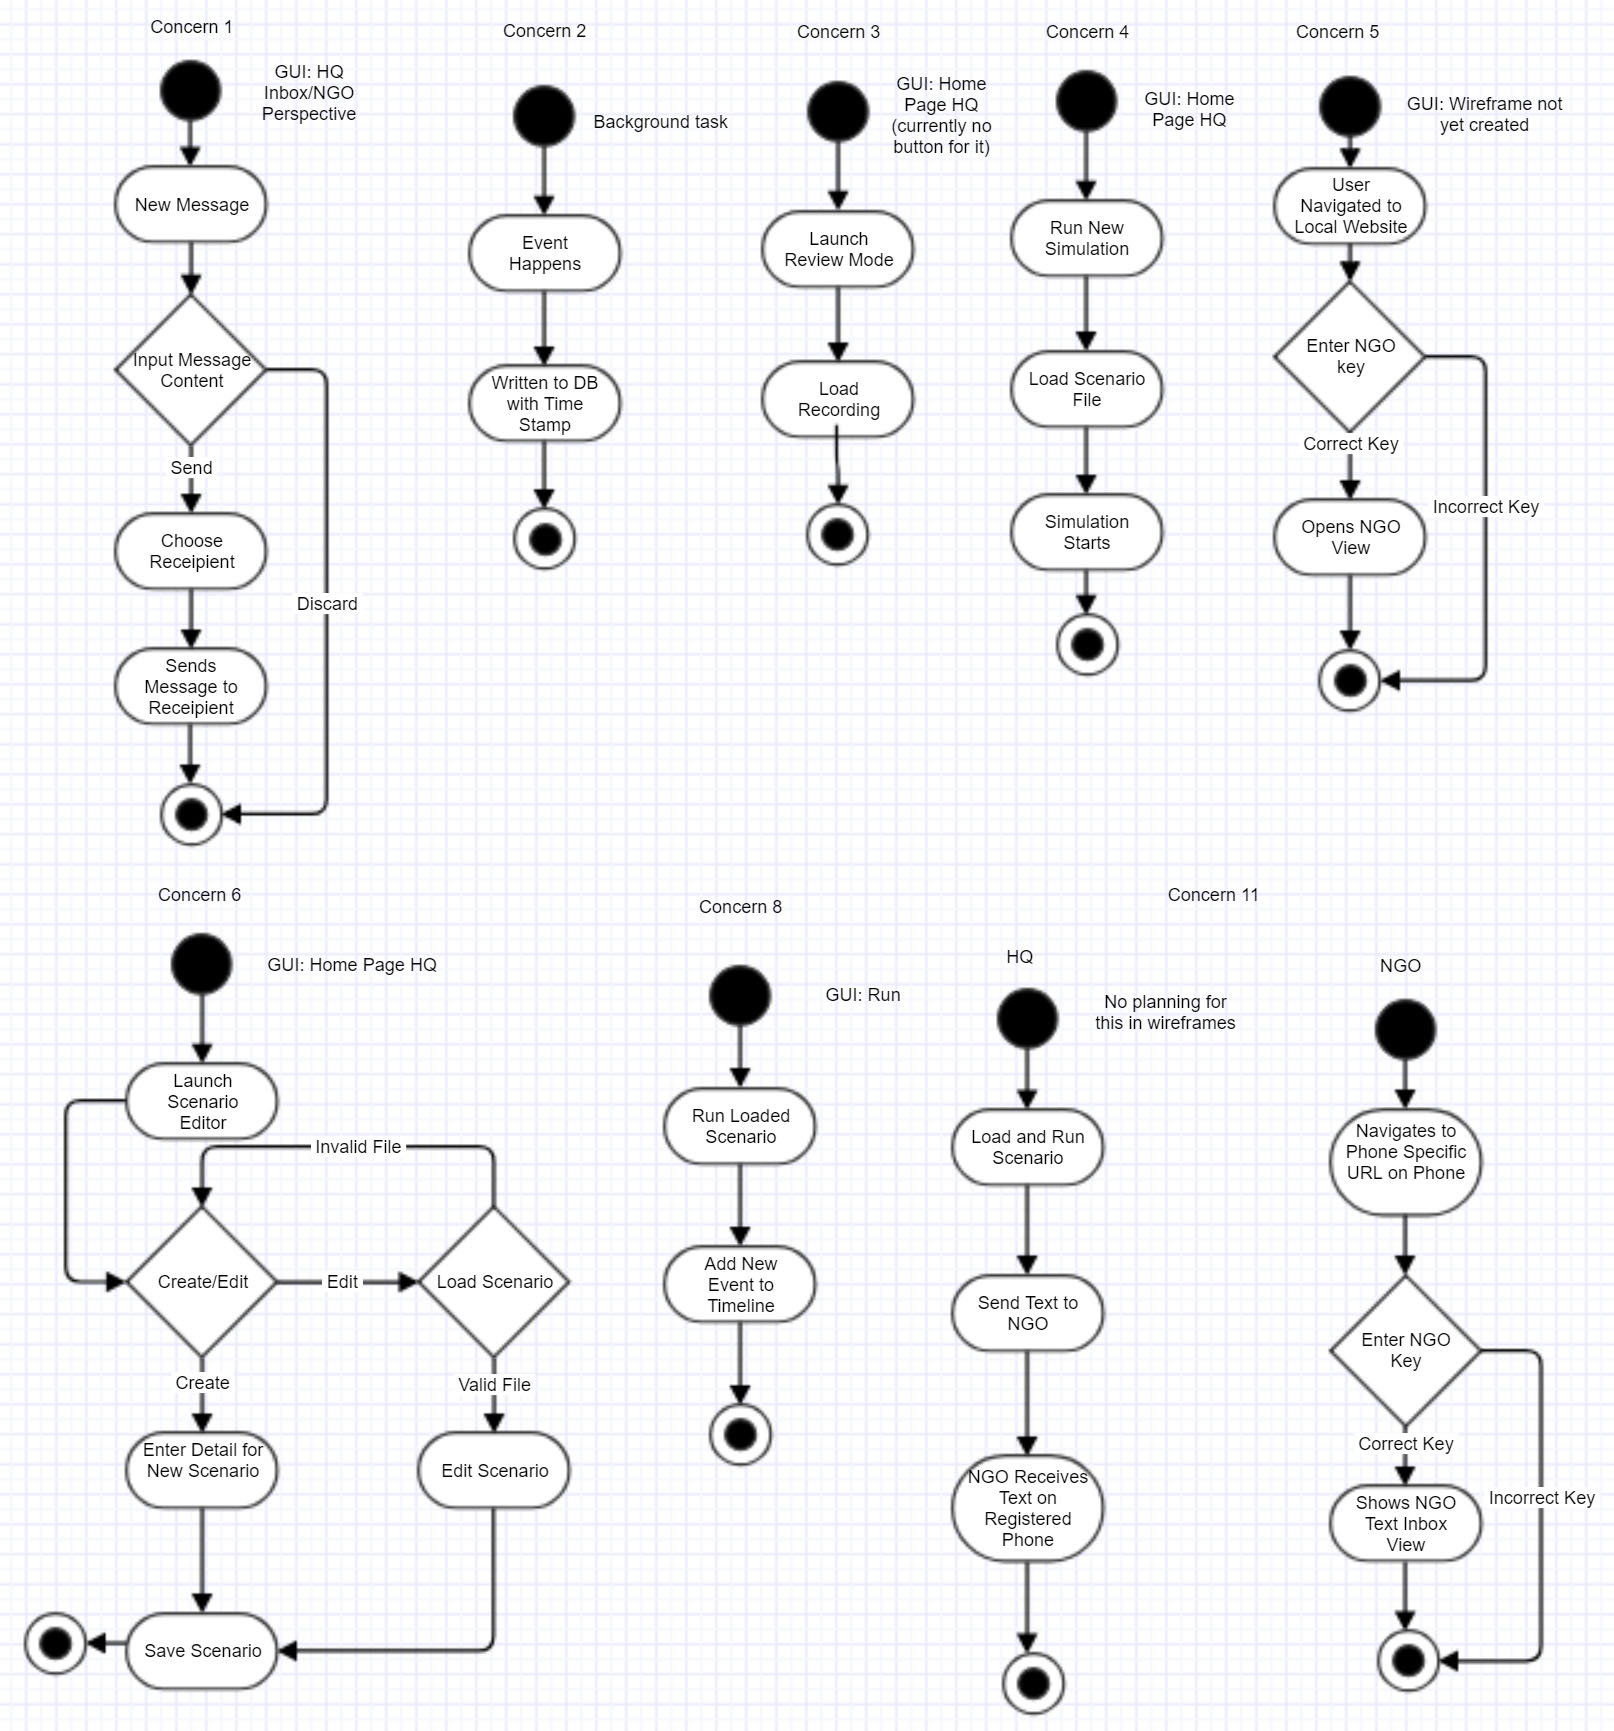 Concern 1
GUI: HQ
Inbox/NGO
Perspective
New Message
Input Message
Content
Send
Choose
Receipient
Discard
Sends
Message to
Receipient
Concern 2
Background task
Event
Happens
Written to DB
with Time
Stamp
Concern 3
GUI: Home
Page HQ
(currently no
button for it)
Launch
Review Mode
Load
Recording
Concern 4
GUI: Home
Page HQ
Run New
Simulation
Load Scenario
File
Simulation
Starts
Concern 5
GUI: Wireframe not
yet created
User
Navigated to
Local Website
Enter NGO
key
Correct Key
Incorrect Key
Opens NGO
View
Concern 6
GUI: Home Page HQ
Launch
Scenario
Editor
Invalid File
Create/Edit
Edit
Load Scenario
Create
Valid File
Enter Detail for
New Scenario
Edit Scenario
Save Scenario
Concern 8
GUI: Run
Run Loaded
Scenario
Add New
Event to
Timeline
Concern 11
HQ
No planning for
this in wireframes
Load and Run
Scenario
Send Text to
NGO
NGO Receives
Text on
Registered
Phone
NGO
Navigates to
Phone Specific
URL on Phone
Enter NGO
Key
Correct Key
Incorrect Key
Shows NGO
Text Inbox
View